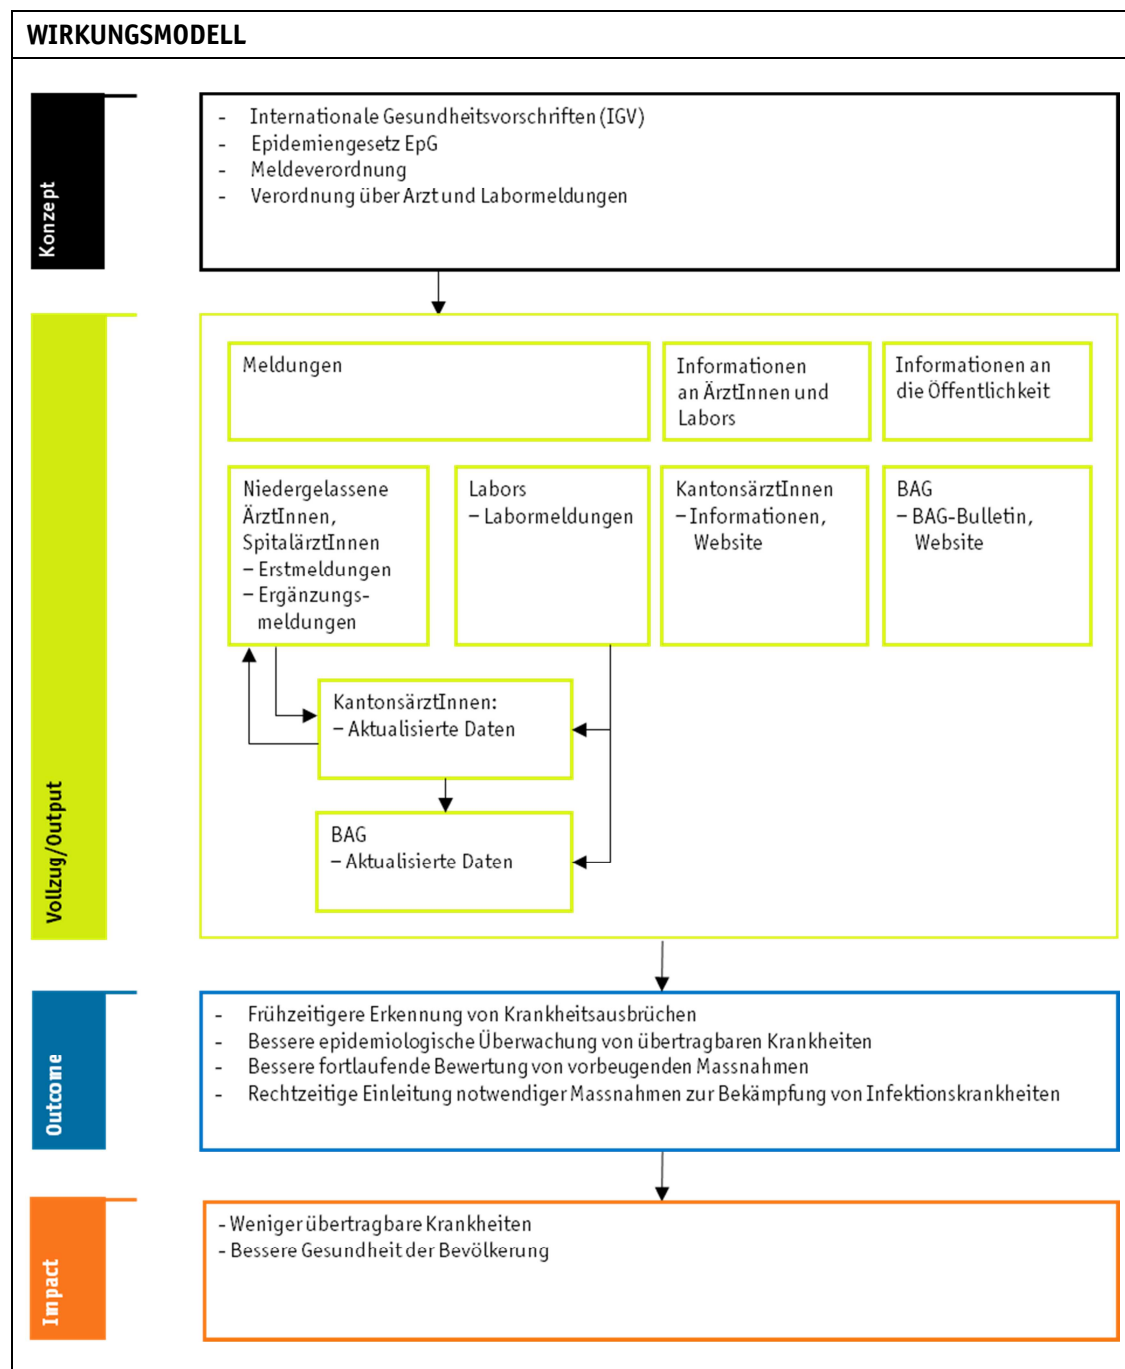 WIRKUNGSMODELL
Konzept
- Internationale Gesundheitsvorschriften (IGV)
- Epidemiengesetz EpG
- Meldeverordnung
- Verordnung über Arzt und Labormeldungen
Vollzug/Output
Meldungen
Informationen
an ÄrztInnen und
Labors
Informationen an
die Öffentlichkeit
Niedergelassene
ÄrztInnen,
SpitalärztInnen
– Erstmeldungen
– Ergänzungs-
meldungen
Labors
– Labormeldungen
KantonsärztInnen
– Informationen,
Website
BAG
– BAG-Bulletin,
Website
KantonsärztInnen:
– Aktualisierte Daten
BAG
– Aktualisierte Daten
Outcome
- Frühzeitigere Erkennung von Krankheitsausbrüchen
- Bessere epidemiologische Überwachung von übertragbaren Krankheiten
- Bessere fortlaufende Bewertung von vorbeugenden Massnahmen
- Rechtzeitige Einleitung notwendiger Massnahmen zur Bekämpfung von Infektionskrankheiten
Impact
- Weniger übertragbare Krankheiten
- Bessere Gesundheit der Bevölkerung